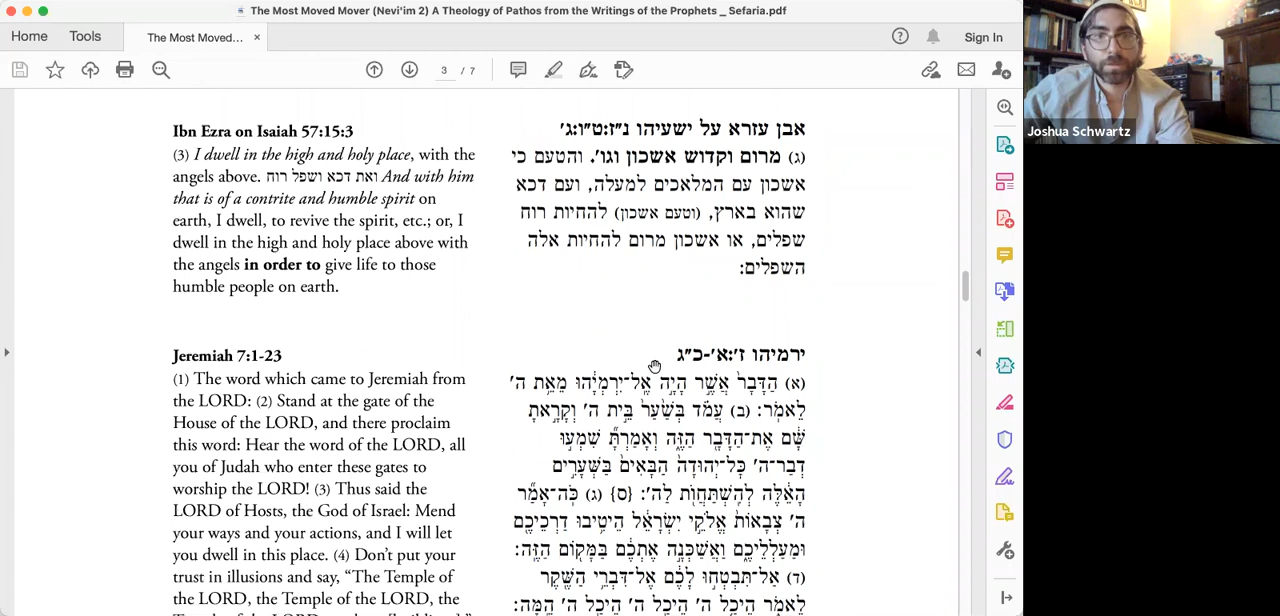 The Most Moved Mover (Nevi'im 2) A Theology of Pathos from the Writings of the Prophets _ Sefaria.pdf
Home Tools The Most Moved... × Sign In
3 / 7
Joshua Schwartz
Ibn Ezra on Isaiah 57:15:3
(3) I dwell in the high and holy place, with the
angels above. ואת דכא ושפל רוח And with him
that is of a contrite and humble spirit on
earth, I dwell, to revive the spirit, etc.; or, I
dwell in the high and holy place above with
the angels in order to give life to those
humble people on earth.
אבן עזרא על ישעיהו נ״ז:ט״ו:ג׳
(ג) מרום וקדוש אשכון וגו׳. והטעם כי
אשכון עם המלאכים למעלה, ועם דכא
שהוא בארץ, (וטעם אשכון) להחיות רוח
שפלים, או אשכון מרום להחיות אלה
השפלים:
Jeremiah 7:1-23
(1) The word which came to Jeremiah from
the LORD: (2) Stand at the gate of the
House of the LORD, and there proclaim
this word: Hear the word of the LORD, all
you of Judah who enter these gates to
worship the LORD! (3) Thus said the
LORD of Hosts, the God of Israel: Mend
your ways and your actions, and I will let
you dwell in this place. (4) Don't put your
trust in illusions and say, “The Temple of
the LORD, the Temple of the LORD, the
ירמיהו ז׳:א׳-כ״ג
(א) הַדָּבָר֙ אֲשֶׁ֣ר הָיָ֣ה אֶֽל־יִרְמְיָ֔הוּ מֵאֵ֥ת ה׳
לֵאמֹֽר׃ (ב) עֲמֹ֗ד בְּשַׁ֙עַר֙ בֵּ֣ית ה׳ וְקָרָ֣אתָ
שָּׁ֔ם אֶת־הַדָּבָ֖ר הַזֶּ֑ה וְאָמַרְתָּ֞ שִׁמְע֣וּ
דְבַר־ה׳ כׇּל־יְהוּדָה֙ הַבָּאִים֙ בַּשְּׁעָרִ֣ים
הָאֵ֔לֶּה לְהִֽשְׁתַּחֲוֺ֖ת לַה׳׃ {ס} (ג) כֹּֽה־אָמַ֞ר
ה׳ צְבָאוֹת֙ אֱלֹקֵ֣י יִשְׂרָאֵ֔ל הֵיטִ֥יבוּ דַרְכֵיכֶ֖ם
וּמַעַלְלֵיכֶ֑ם וַאֲשַׁכְּנָ֣ה אֶתְכֶ֔ם בַּמָּק֖וֹם הַזֶּֽה׃
(ד) אַל־תִּבְטְח֣וּ לָכֶ֔ם אֶל־דִּבְרֵ֥י הַשֶּׁ֖קֶר
לֵאמֹ֑ר הֵיכַ֤ל ה׳ הֵיכַ֣ל ה׳ הֵיכַ֥ל ה׳ הֵֽמָּה׃